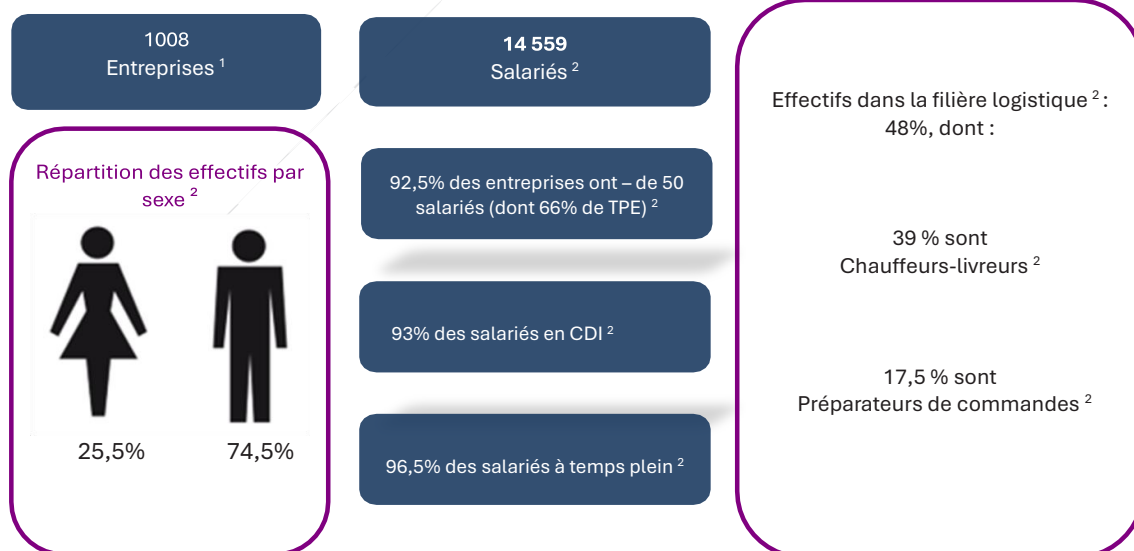 1008
Entreprises ¹
14 559
Salariés ²
Répartition des effectifs par
sexe ²
25,5%
74,5%
92,5% des entreprises ont – de 50
salariés (dont 66% de TPE) ²
93% des salariés en CDI ²
96,5% des salariés à temps plein ²
Effectifs dans la filière logistique ² :
48%, dont :
39 % sont
Chauffeurs-livreurs ²
17,5 % sont
Préparateurs de commandes ²